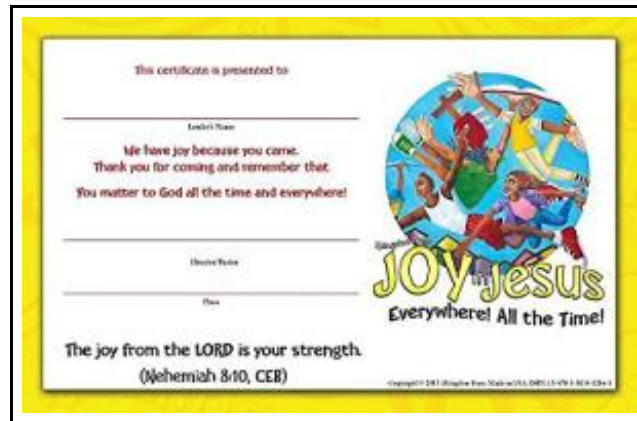 This certificate is presented to
Leader's Name
We have joy because you came.
Thank you for coming and remember that
You matter to God all the time and everywhere!
Director/Pastor
The joy from the LORD is your strength.
(Nehemiah 8:10, CEB)
JOY in Jesus
Everywhere! All the Time!